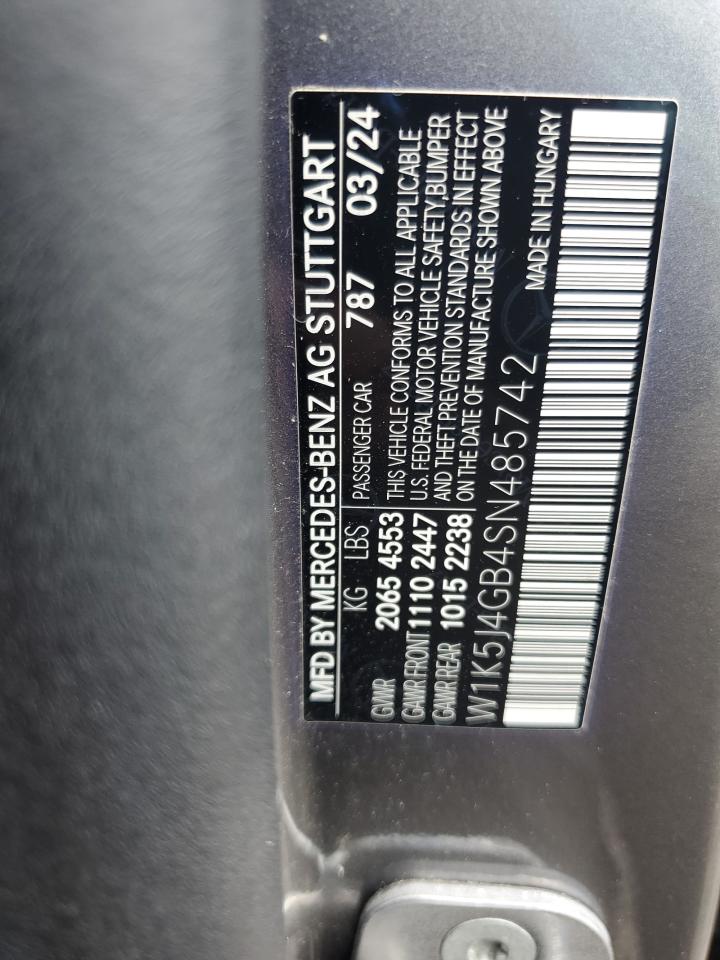 MFD BY MERCEDES-BENZ AG STUTTGART
KG LBS PASSENGER CAR 787 03/24
GWR 2065 4553 THIS VEHICLE CONFORMS TO ALL APPLICABLE
GAWR FRONT 1110 2447 U.S. FEDERAL MOTOR VEHICLE SAFETY,BUMPER
GAWR REAR 1015 2238 AND THEFT PREVENTION STANDARDS IN EFFECT
ON THE DATE OF MANUFACTURE SHOWN ABOVE
W1K5J4GB4SN485742 MADE IN HUNGARY